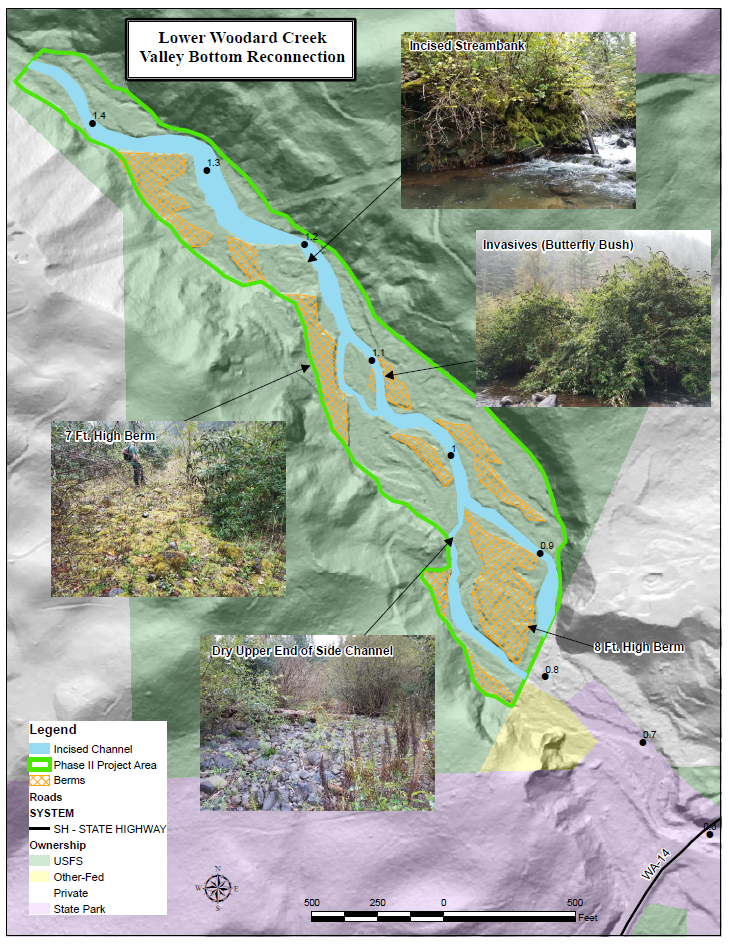 Lower Woodard Creek
Valley Bottom Reconnection
Incised Streambank
1.4
1.3
1.2
Invasives (Butterfly Bush)
1.1
7 Ft. High Berm
1
0.9
Dry Upper End of Side Channel
8 Ft. High Berm
0.8
0.7
0.6
WA-14
Legend
Incised Channel
Phase II Project Area
Berms
Roads
SYSTEM
SH - STATE HIGHWAY
Ownership
USFS
Other-Fed
Private
State Park
N
W
E
S
500 250 0 500
Feet